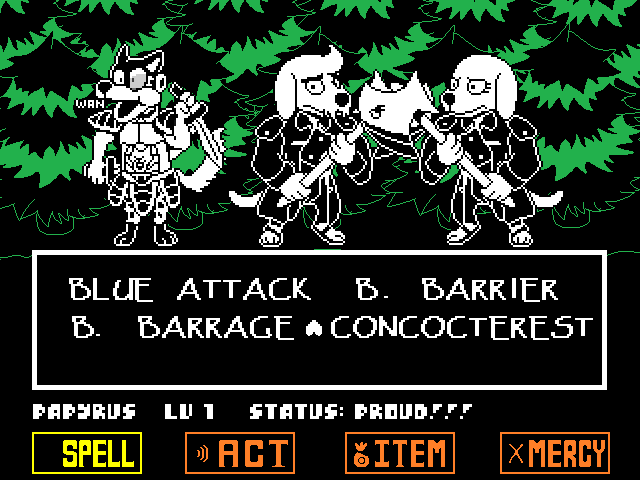 WAN
BLUE ATTACK B. BARRIER
B. BARRAGE CONCOCTEREST
PAPYRUS LV 1 STATUS: PROUD!!!
SPELL ACT ITEM MERCY